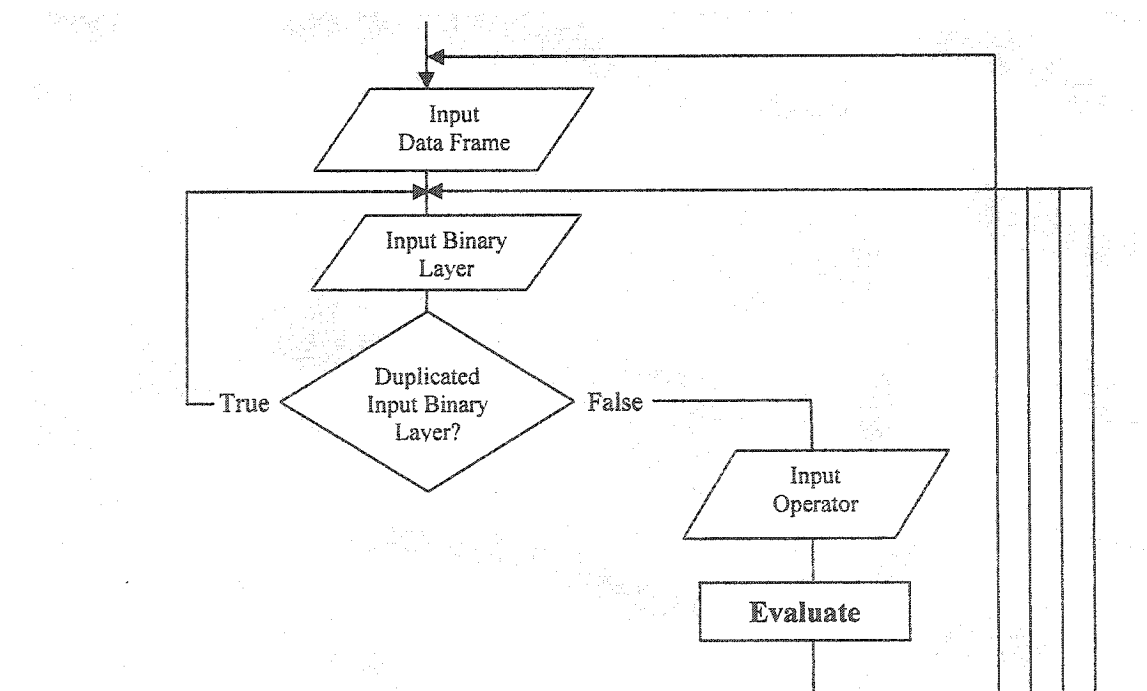 Input
Data Frame
Input Binary
Layer
Duplicated
Input Binary
Layer?
True
False
Input
Operator
Evaluate